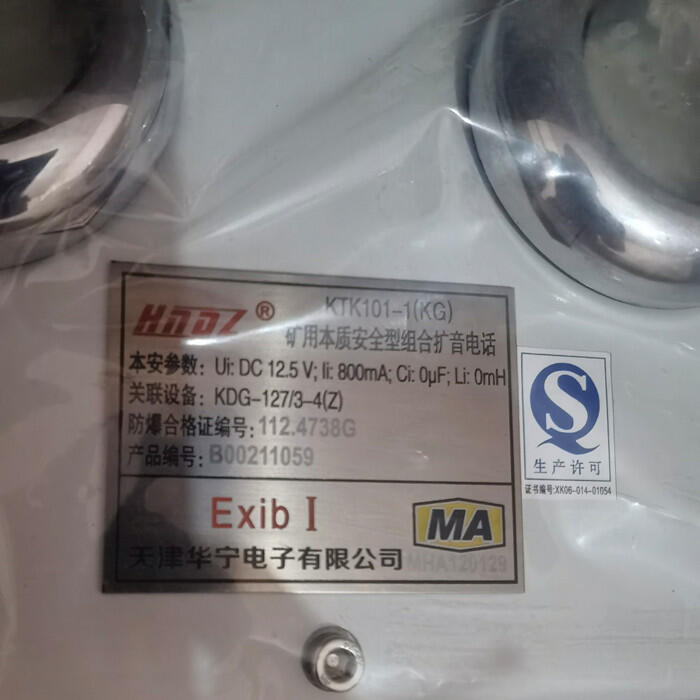 HNDZ®
KTK101-1(KG)
矿用本质安全型组合扩音电话
本安参数: Ui: DC 12.5 V; Ii: 800mA; Ci: 0μF; Li: 0mH
关联设备: KDG-127/3-4(Z)
防爆合格证编号: 112.4738G
产品编号: B00211059
Exib I
MA
天津华宁电子有限公司
MHA120129
S
生产许可
证书编号:XK06-014-01054